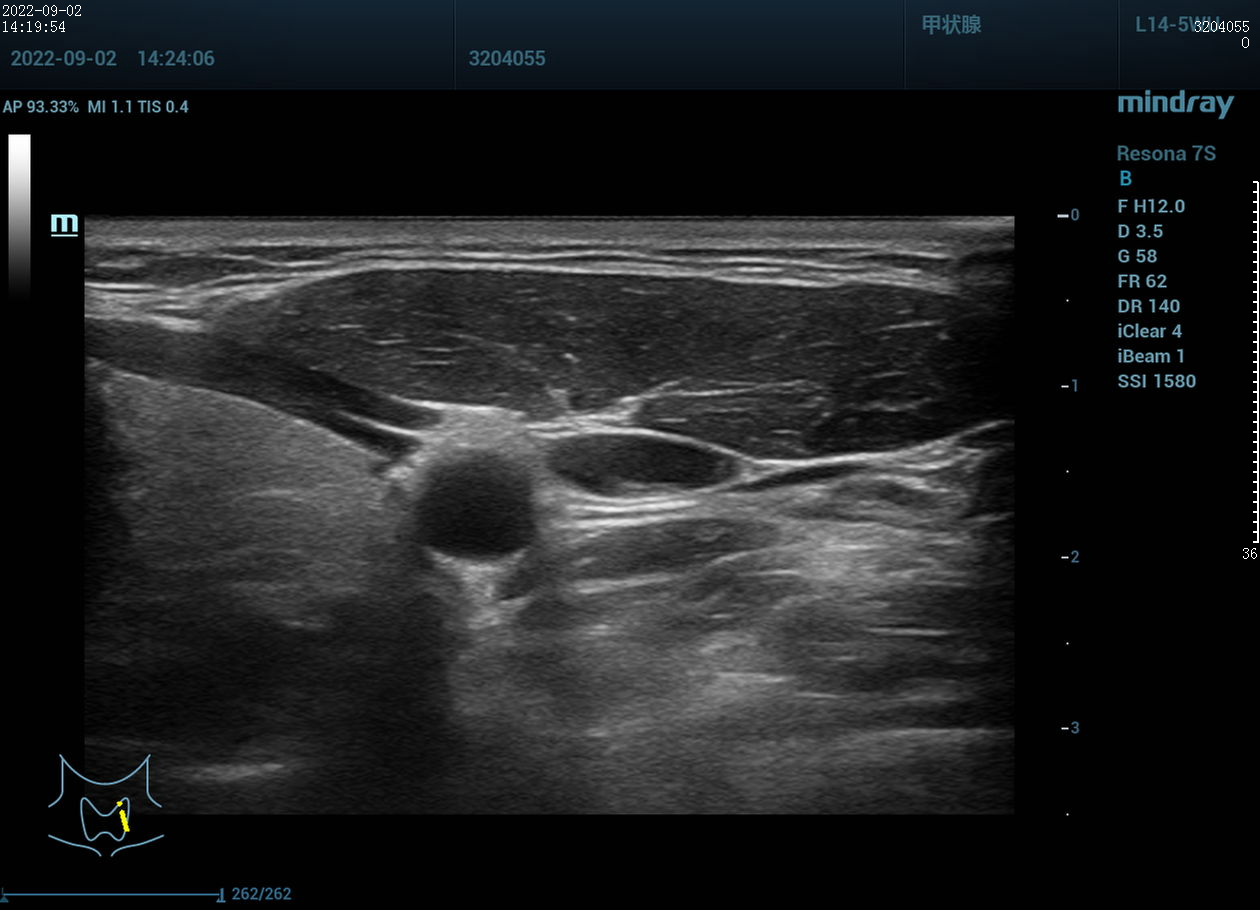 2022-09-02
14:19:54
2022-09-02 14:24:06
3204055
甲状腺
3204055
0
AP 93.33% MI 1.1 TIS 0.4
mindray
Resona 7S
B
F H12.0
D 3.5
G 58
FR 62
DR 140
iClear 4
iBeam 1
SSI 1580
m
0
1
2
3
36
262/262